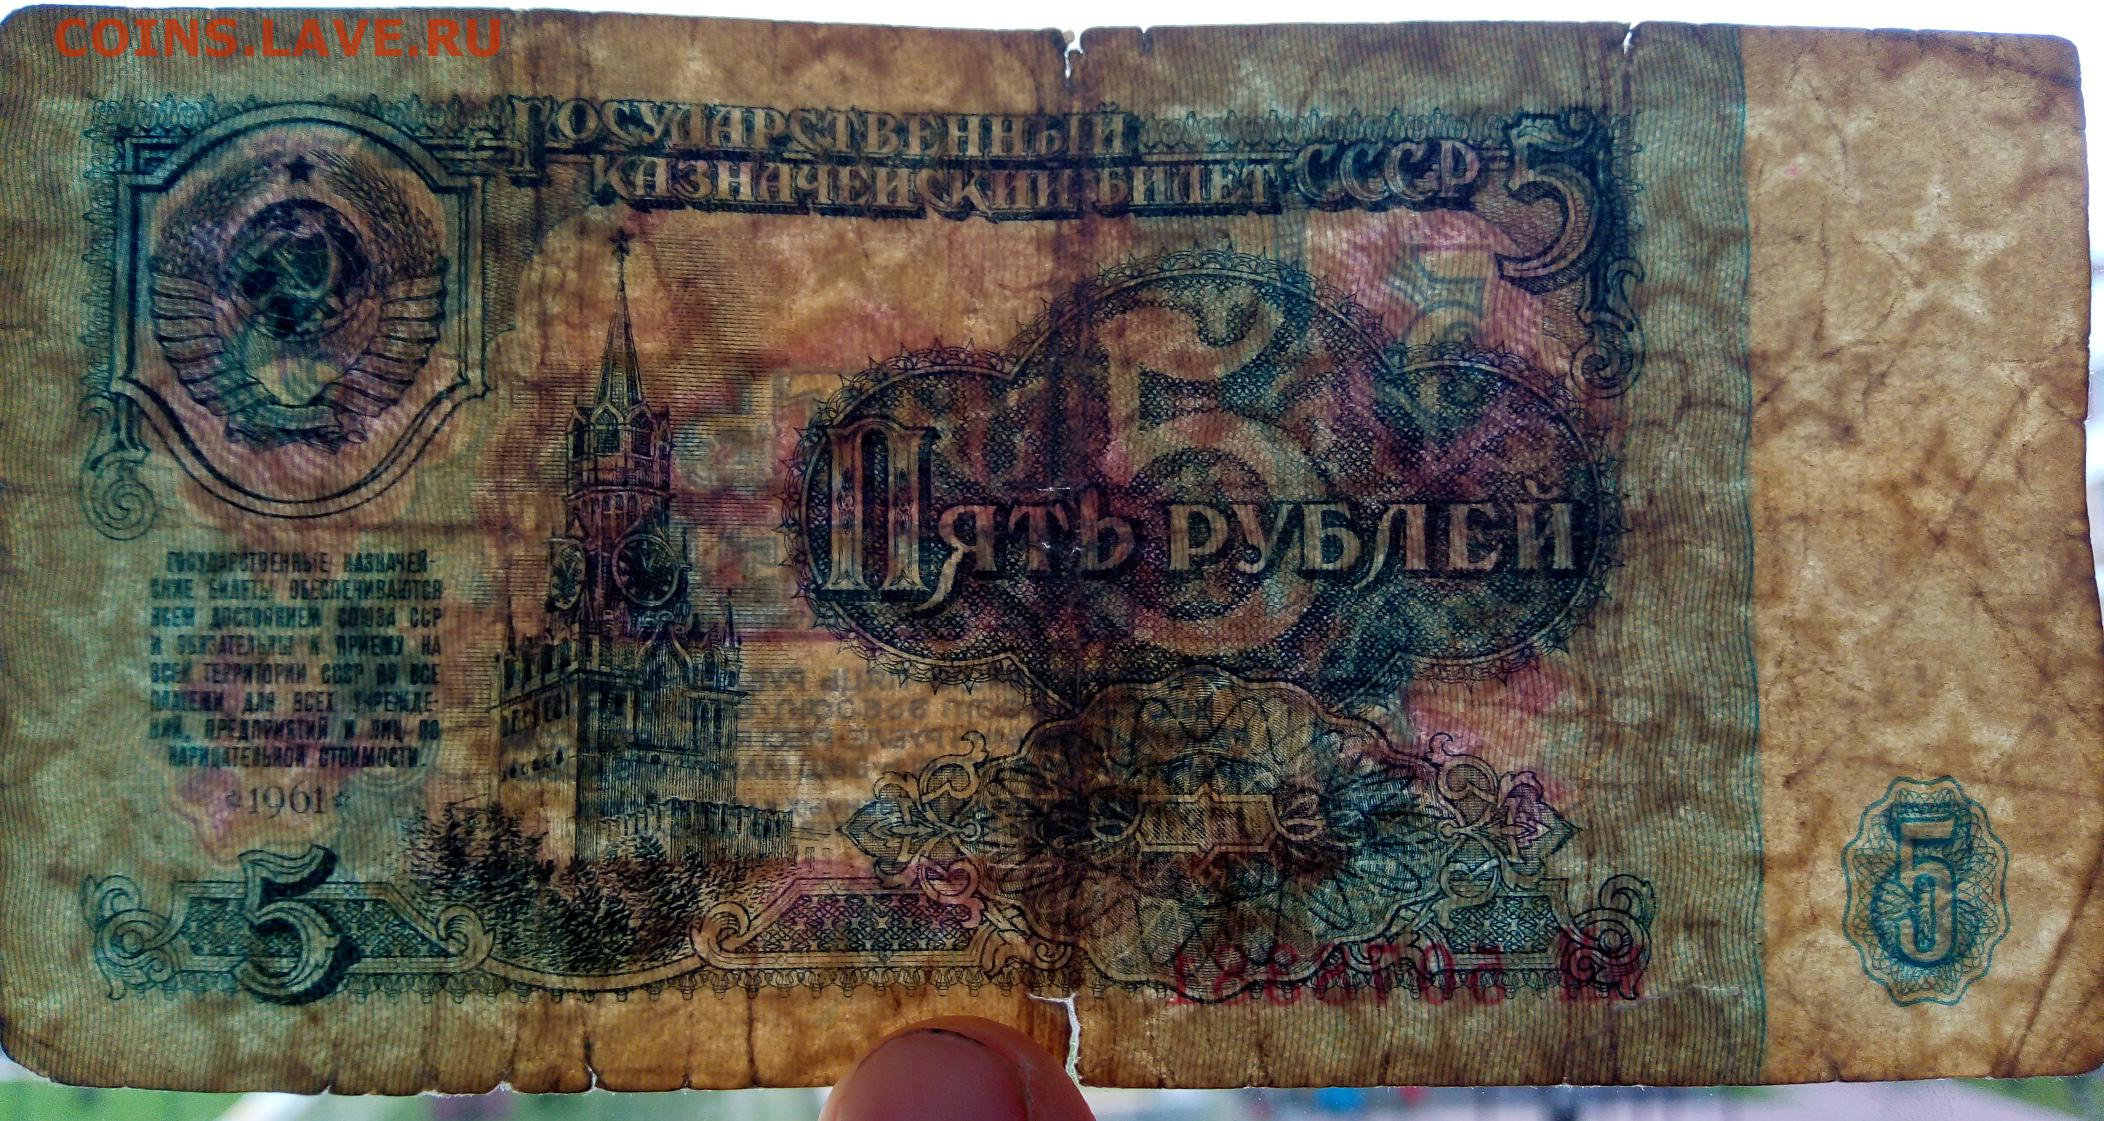 COINS.LAVE.RU
ГОСУДАРСТВЕННЫЙ
КАЗНАЧЕЙСКИЙ БИЛЕТ СССР
5
5
ПЯТЬ РУБЛЕЙ
ГОСУДАРСТВЕННЫЕ КАЗНАЧЕЙ-
СКИЕ БИЛЕТЫ ОБЕСПЕЧИВАЮТСЯ
ВСЕМ ДОСТОЯНИЕМ СОЮЗА ССР
И ОБЯЗАТЕЛЬНЫ К ПРИЕМУ НА
ВСЕЙ ТЕРРИТОРИИ СССР ВО ВСЕ
ПЛАТЕЖИ ДЛЯ ВСЕХ УЧРЕЖДЕ-
НИЙ, ПРЕДПРИЯТИЙ И ЛИЦ ПО
НАРИЦАТЕЛЬНОЙ СТОИМОСТИ.
1961
5
5